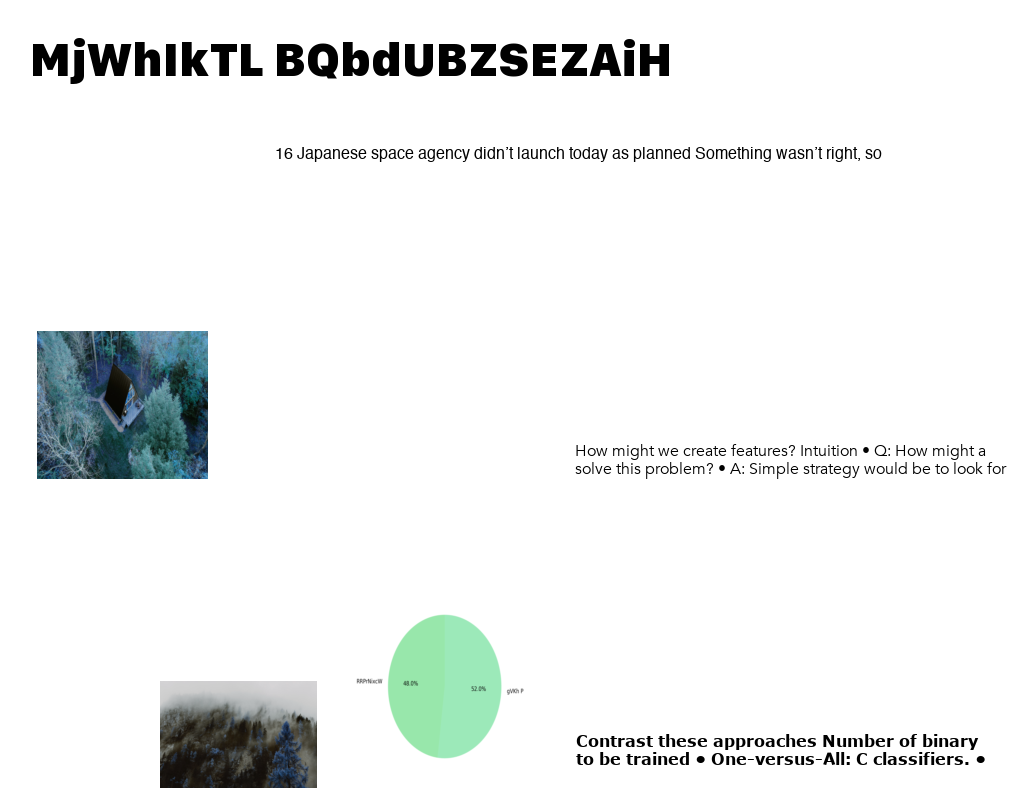 MjWhIkTL BQbdUBZSEZAiH
16 Japanese space agency didn’t launch today as planned Something wasn’t right, so
How might we create features? Intuition • Q: How might a
solve this problem? • A: Simple strategy would be to look for
RRPrNixcW
48.0%
52.0%
gVKh P
Contrast these approaches Number of binary
to be trained • One-versus-All: C classifiers. •